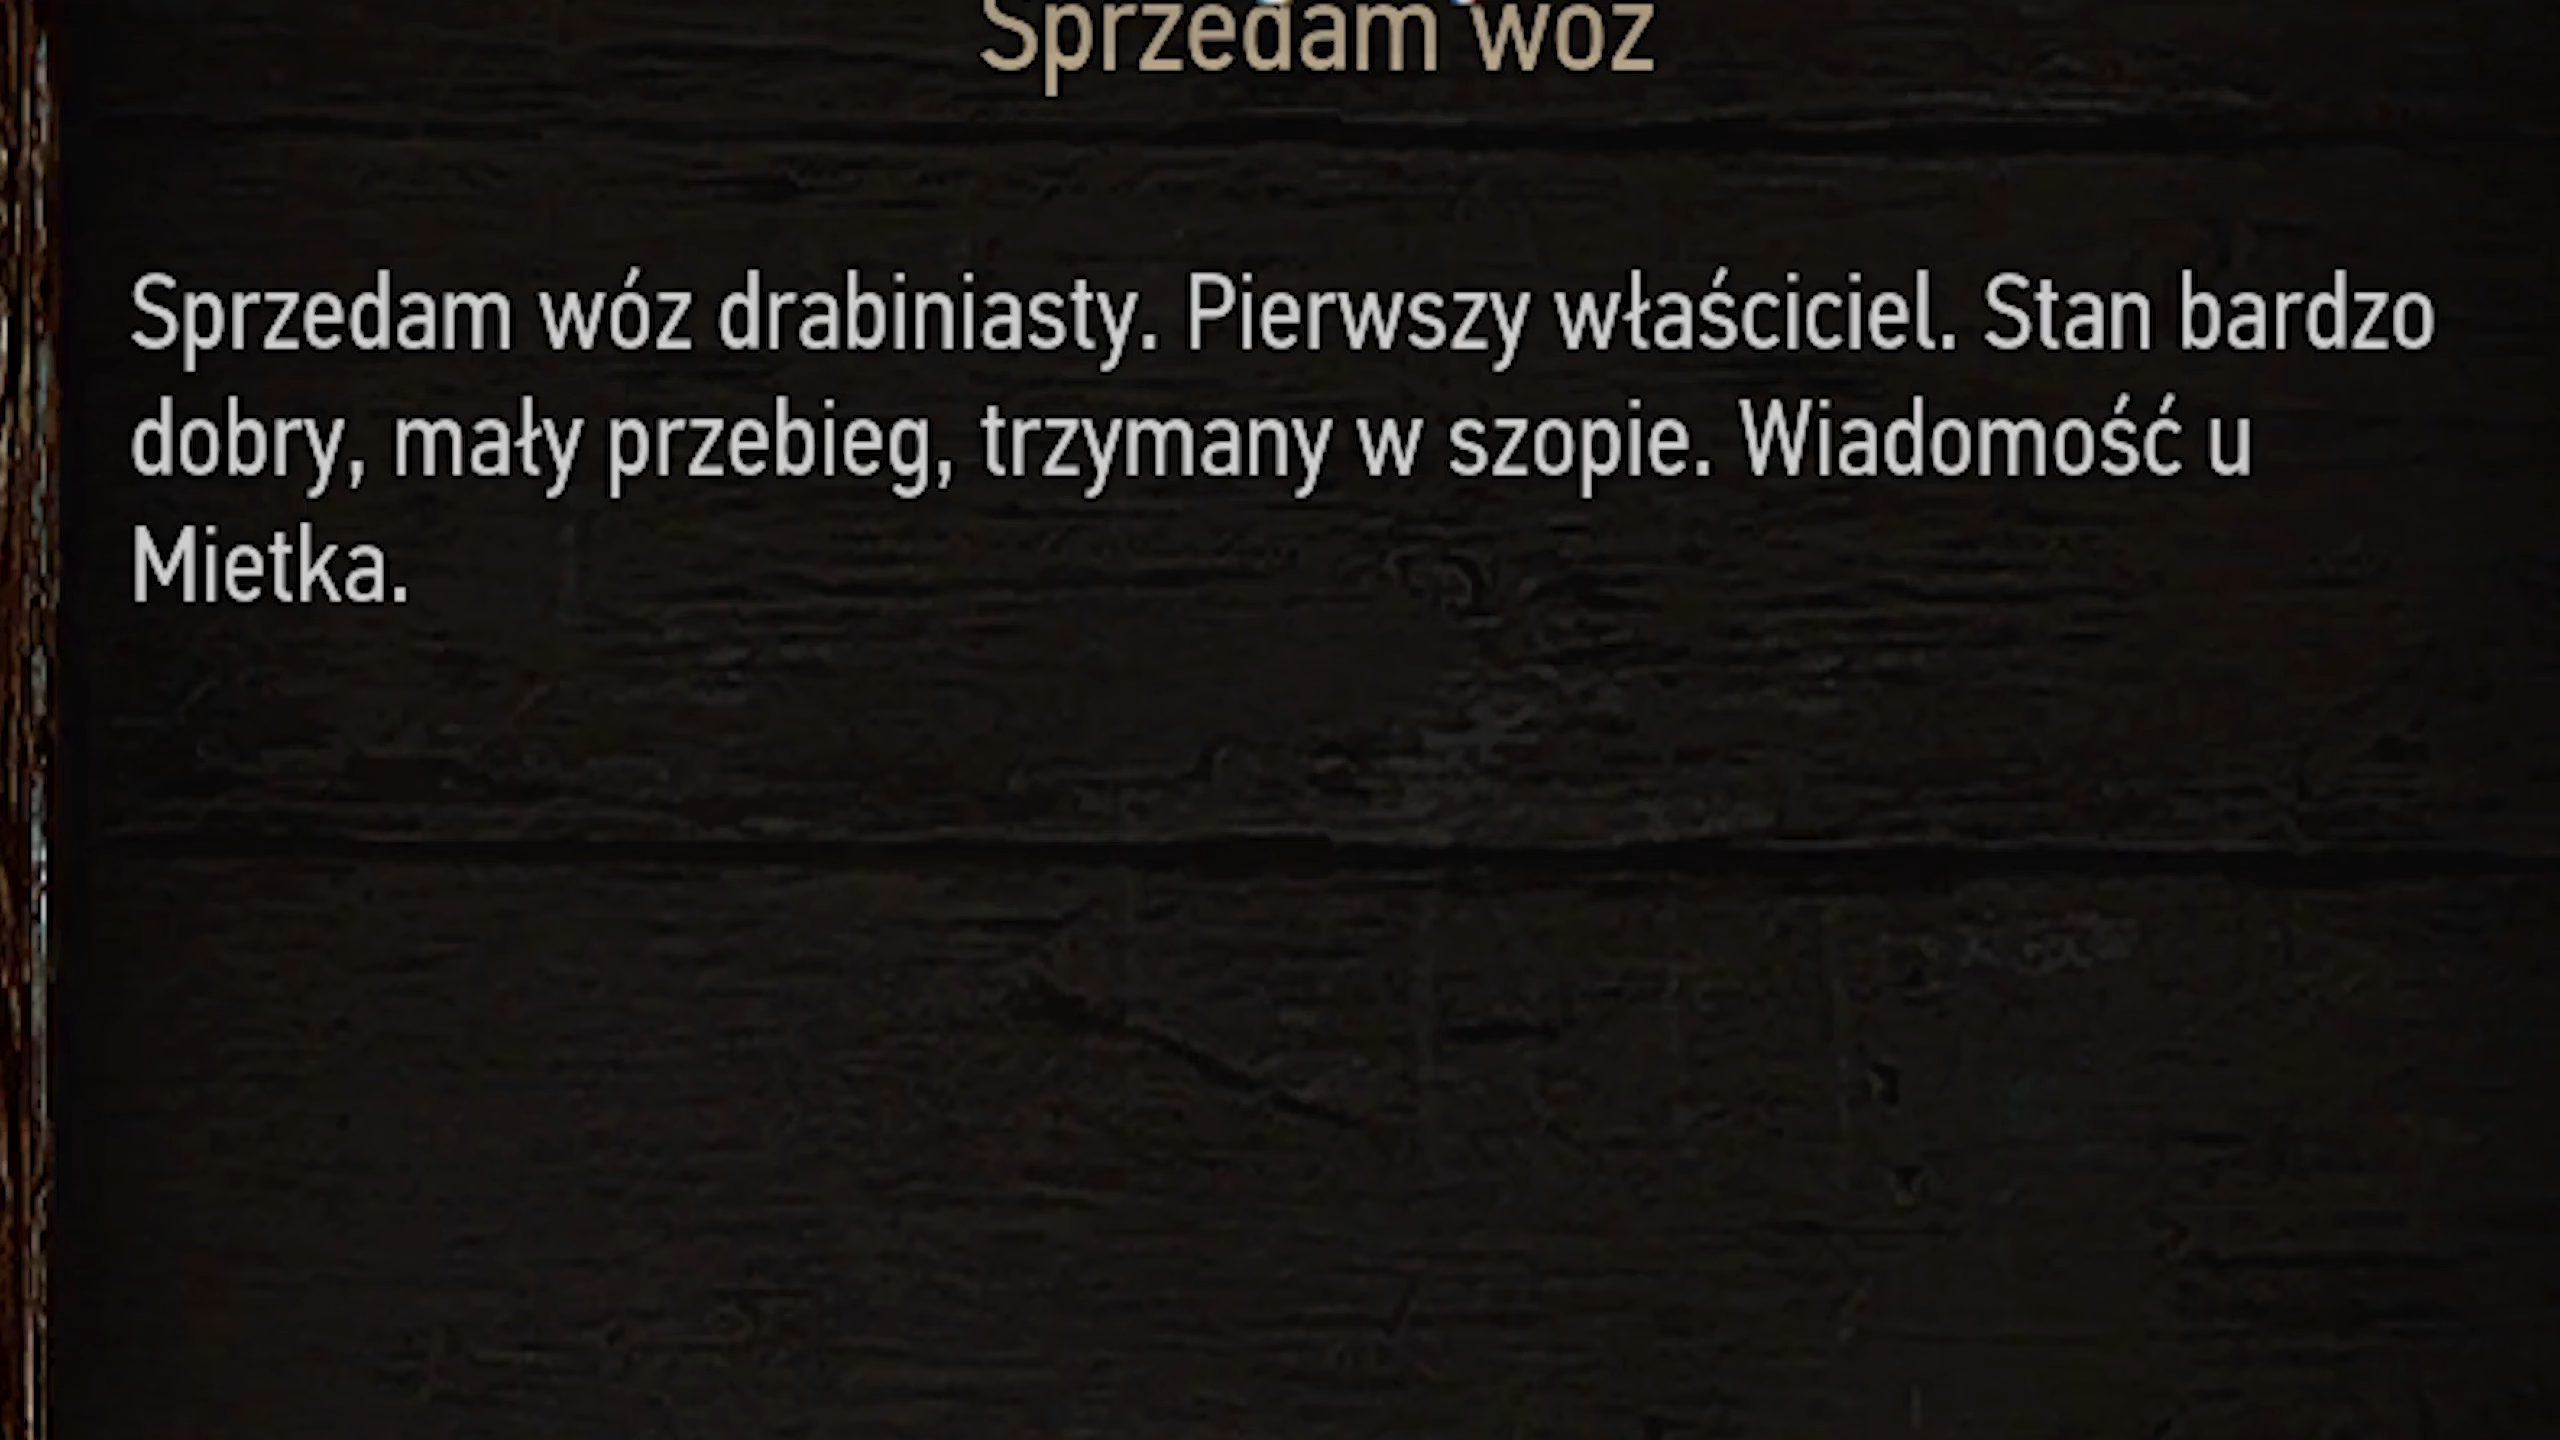 Sprzedam wóz
Sprzedam wóz drabiniasty. Pierwszy właściciel. Stan bardzo
dobry, mały przebieg, trzymany w szopie. Wiadomość u
Mietka.